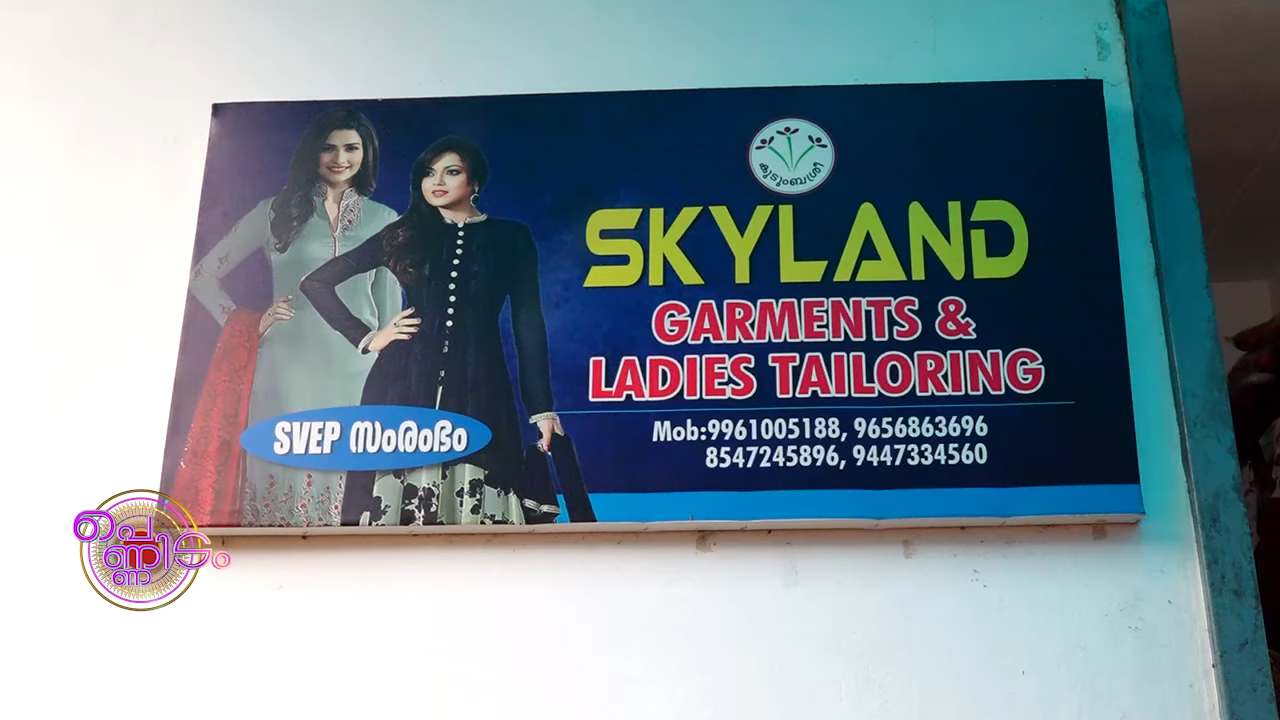 കുടുംബശ്രീ
SKYLAND
GARMENTS &
LADIES TAILORING
Mob:9961005188, 9656863696
8547245896, 9447334560
SVEP സംരംഭം